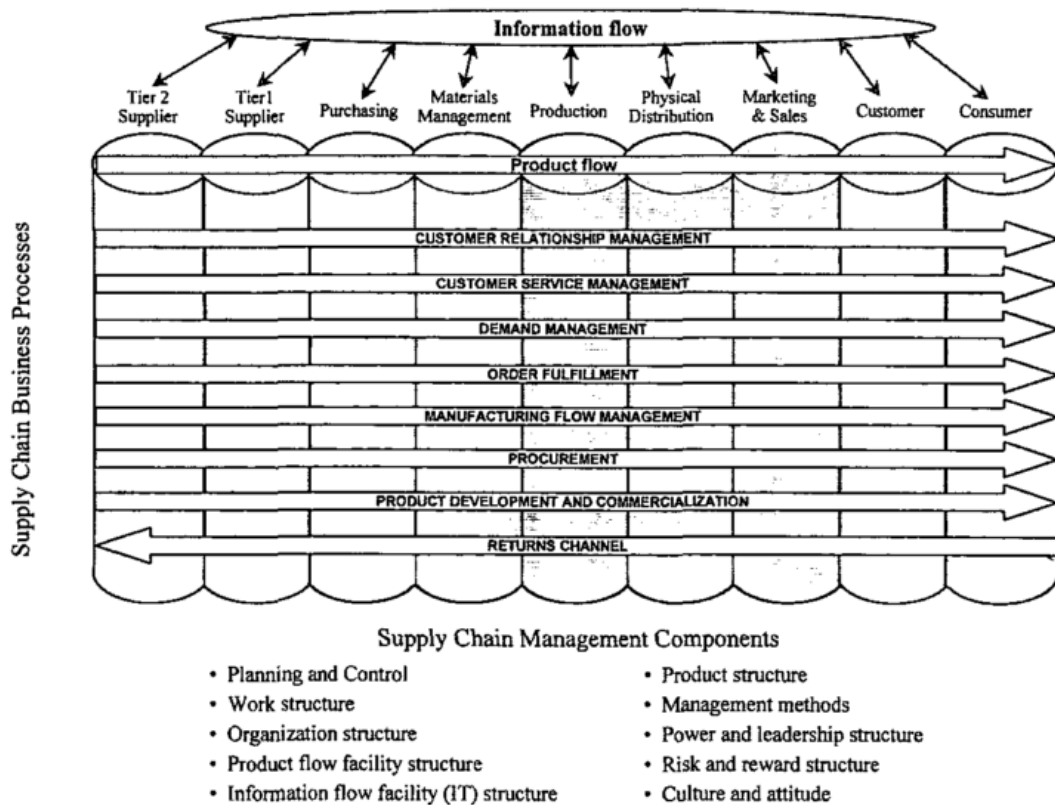 Information flow
Tier 2
Supplier
Tier1
Supplier
Purchasing
Materials
Management
Production
Physical
Distribution
Marketing
& Sales
Customer
Consumer
Product flow
Supply Chain Business Processes
CUSTOMER RELATIONSHIP MANAGEMENT
CUSTOMER SERVICE MANAGEMENT
DEMAND MANAGEMENT
ORDER FULFILLMENT
MANUFACTURING FLOW MANAGEMENT
PROCUREMENT
PRODUCT DEVELOPMENT AND COMMERCIALIZATION
RETURNS CHANNEL
Supply Chain Management Components
• Planning and Control
• Work structure
• Organization structure
• Product flow facility structure
• Information flow facility (IT) structure
• Product structure
• Management methods
• Power and leadership structure
• Risk and reward structure
• Culture and attitude